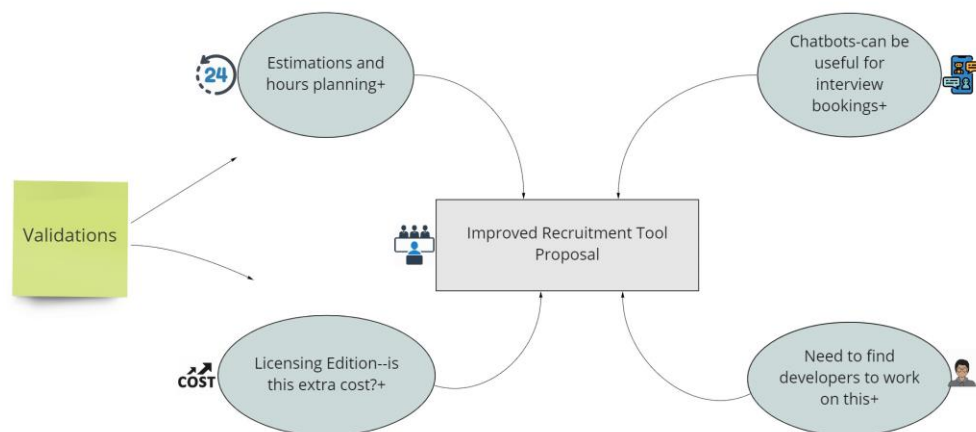 24
Estimations and
hours planning+
Chatbots-can be
useful for
interview
bookings+
Validations
Improved Recruitment Tool
Proposal
COST
Licensing Edition--is
this extra cost?+
Need to find
developers to work
on this+